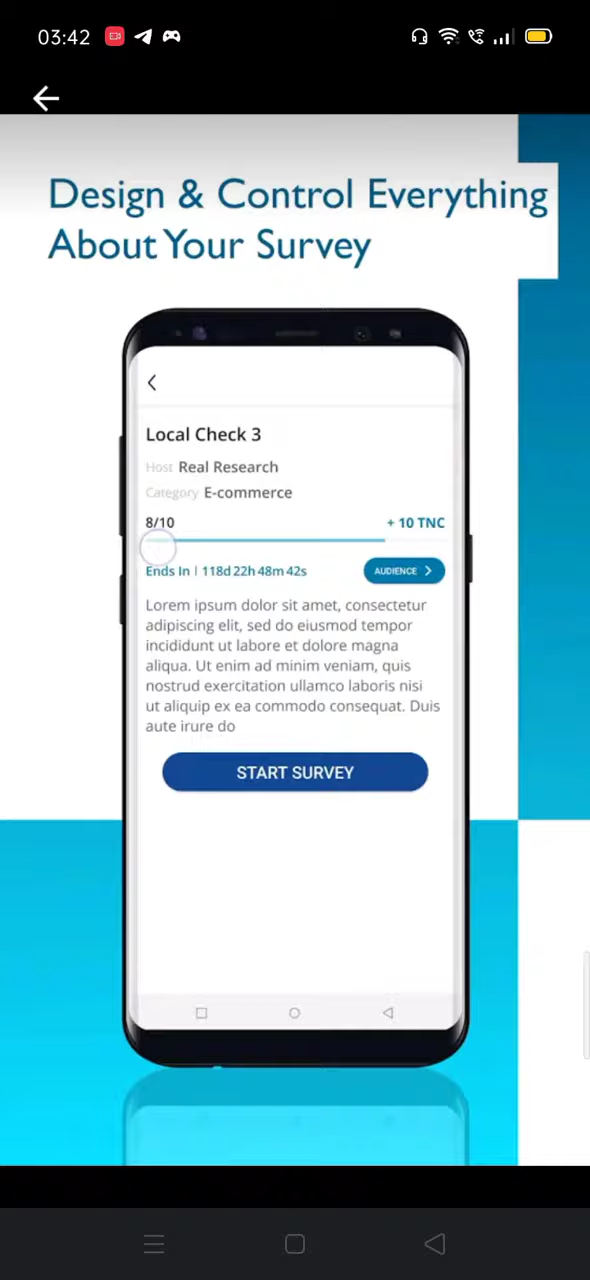 03:42
Design & Control Everything
About Your Survey
Local Check 3
Host Real Research
Category E-commerce
8/10 + 10 TNC
Ends In | 118d 22h 48m 42s AUDIENCE
Lorem ipsum dolor sit amet, consectetur
adipiscing elit, sed do eiusmod tempor
incididunt ut labore et dolore magna
aliqua. Ut enim ad minim veniam, quis
nostrud exercitation ullamco laboris nisi
ut aliquip ex ea commodo consequat. Duis
aute irure do
START SURVEY